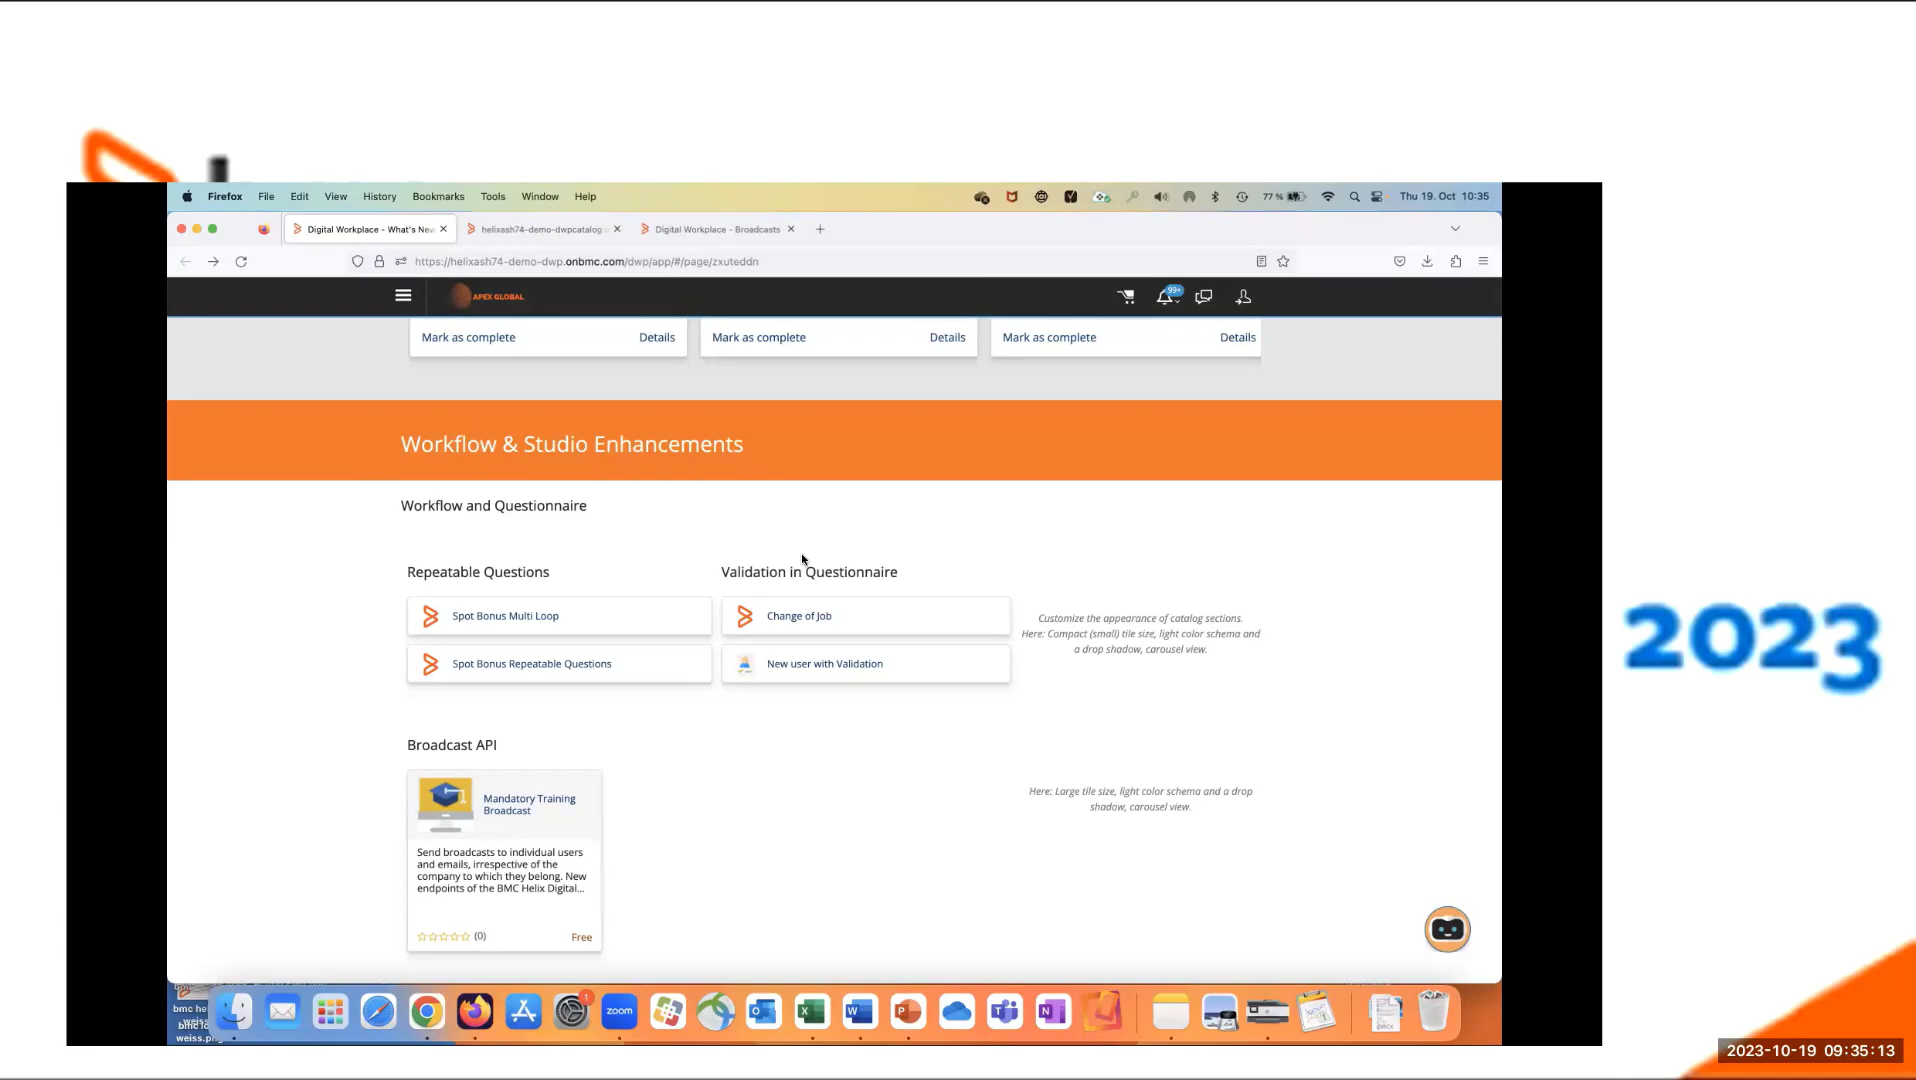 Firefox File Edit View History Bookmarks Tools Window Help 77 % Thu 19. Oct 10:35
Digital Workplace - What's New helixash74-demo-dwpcatalog. Digital Workplace - Broadcasts
https://helixash74-demo-dwp.onbmc.com/dwp/app/#/page/zxuteddn
APEX GLOBAL 99+
Mark as complete Details Mark as complete Details Mark as complete Details
Workflow & Studio Enhancements
Workflow and Questionnaire
Repeatable Questions
Validation in Questionnaire
Spot Bonus Multi Loop
Change of Job
Spot Bonus Repeatable Questions
New user with Validation
Customize the appearance of catalog sections.
Here: Compact (small) tile size, light color schema and
a drop shadow, carousel view.
2023
Broadcast API
Mandatory Training
Broadcast
Send broadcasts to individual users
and emails, irrespective of the
company to which they belong. New
endpoints of the BMC Helix Digital...
(0) Free
Here: Large tile size, light color schema and a drop
shadow, carousel view.
bmc he
weiss.png
zoom
1
2023-10-19 09:35:13